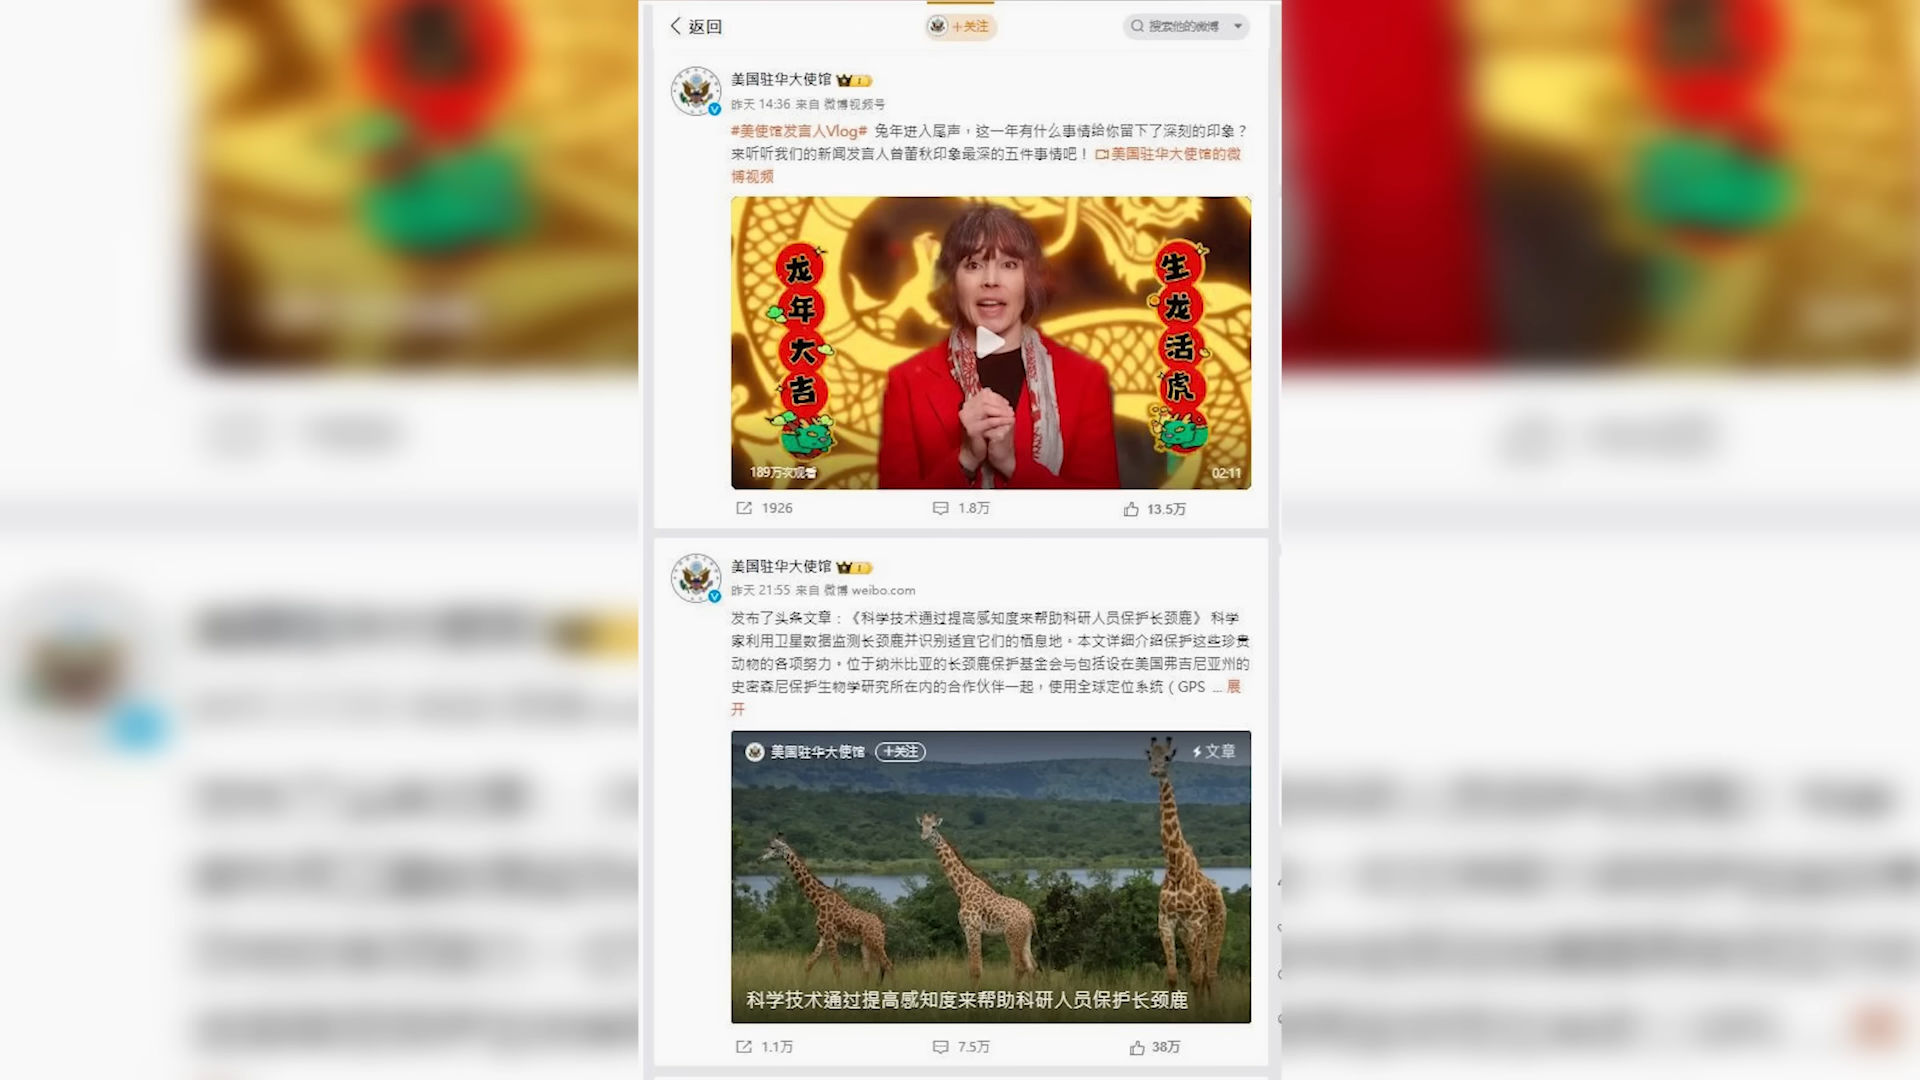 返回
+关注
搜索他的微博
美国驻华大使馆
昨天 14:36 来自 微博视频号
#美使馆发言人Vlog# 兔年进入尾声，这一年有什么事情给你留下了深刻的印象？
来听听我们的新闻发言人曾蕾秋印象最深的五件事情吧！ 美国驻华大使馆的微
博视频
龙年大吉
生龙活虎
189万次观看
02:11
1926
1.8万
13.5万
美国驻华大使馆
昨天 21:55 来自 微博 weibo.com
发布了头条文章：《科学技术通过提高感知度来帮助科研人员保护长颈鹿》 科学
家利用卫星数据监测长颈鹿并识别适宜它们的栖息地。本文详细介绍保护这些珍贵
动物的各项努力。位于纳米比亚的长颈鹿保护基金会与包括设在美国弗吉尼亚州的
史密森尼保护生物学研究所在内的合作伙伴一起，使用全球定位系统（GPS ... 展
开
美国驻华大使馆
+关注
文章
科学技术通过提高感知度来帮助科研人员保护长颈鹿
1.1万
7.5万
38万